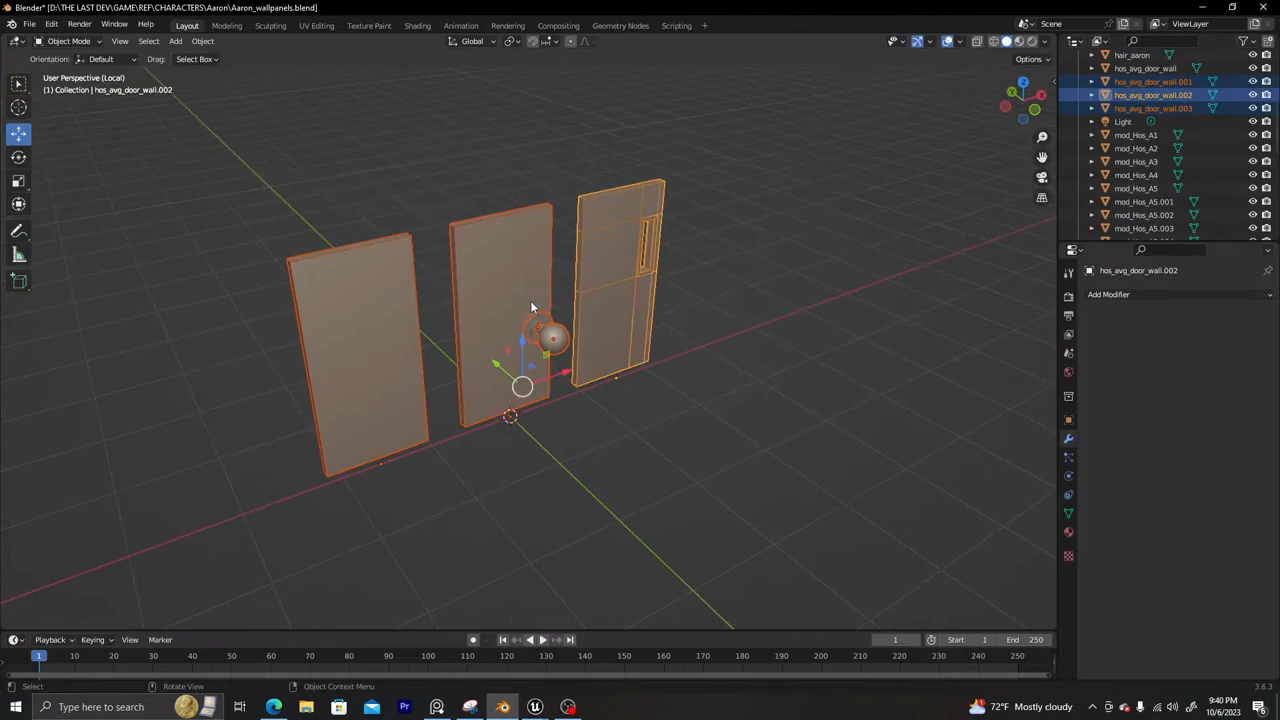 Blender* [D:\THE LAST DEV\GAME\REF\CHARACTERS\Aaron\Aaron_wallpanels.blend]
File Edit Render Window Help Layout Modeling Sculpting UV Editing Texture Paint Shading Animation Rendering Compositing Geometry Nodes Scripting + Scene ViewLayer
Object Mode View Select Add Object Global
Orientation: Default Drag: Select Box Options
User Perspective (Local)
(1) Collection | hos_avg_door_wall.002
X
Y
Z
hair_aaron
hos_avg_door_wall
hos_avg_door_wall.001
hos_avg_door_wall.002
hos_avg_door_wall.003
Light
mod_Hos_A1
mod_Hos_A2
mod_Hos_A3
mod_Hos_A4
mod_Hos_A5
mod_Hos_A5.001
mod_Hos_A5.002
mod_Hos_A5.003
hos_avg_door_wall.002
Add Modifier
Playback Keying View Marker 1 Start 1 End 250
1 10 20 30 40 50 60 70 80 90 100 110 120 130 140 150 160 170 180 190 200 210 220 230 240 250
Select Rotate View Object Context Menu 3.6.3
Type here to search Pr 72°F Mostly cloudy 9:40 PM
10/6/2023